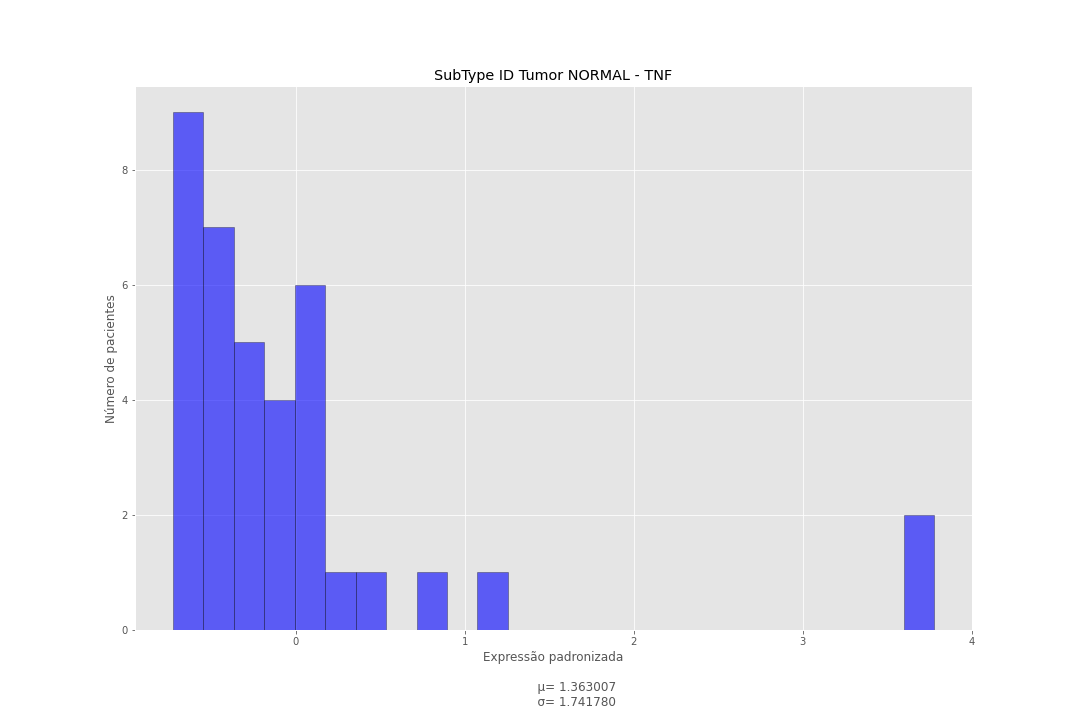 SubType ID Tumor NORMAL - TNF
8
6
4
2
0
Número de pacientes
0 1 2 3 4
Expressão padronizada
μ= 1.363007
σ= 1.741780